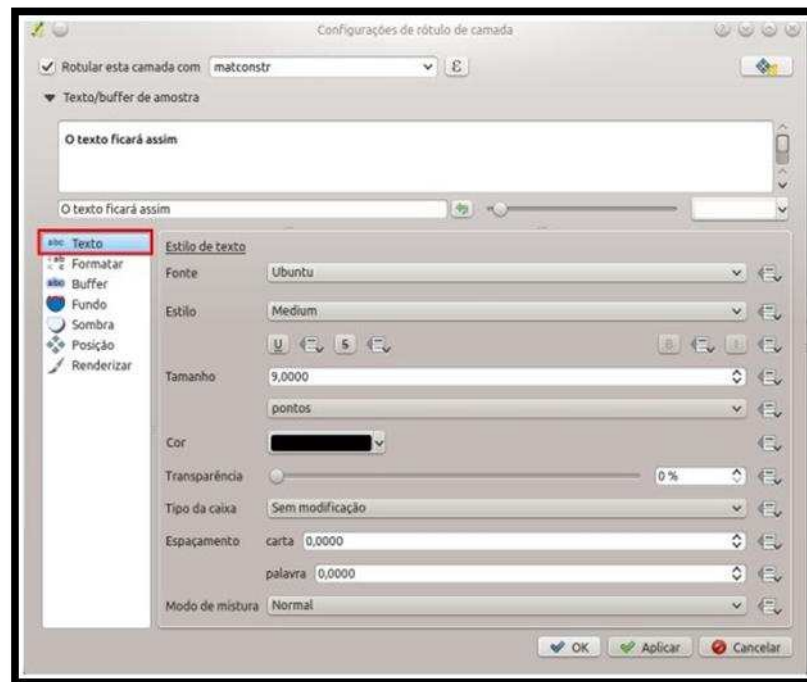 Configurações de rótulo de camada
Rotular esta camada com matconstr ε
Texto/buffer de amostra
O texto ficará assim
O texto ficará assim
abc Texto
Formatar
abc Buffer
Fundo
Sombra
Posição
Renderizar
Estilo de texto
Fonte Ubuntu
Estilo Medium
U S B I
Tamanho 9,0000
pontos
Cor
Transparência 0 %
Tipo da caixa Sem modificação
Espaçamento carta 0,0000
palavra 0,0000
Modo de mistura Normal
OK Aplicar Cancelar